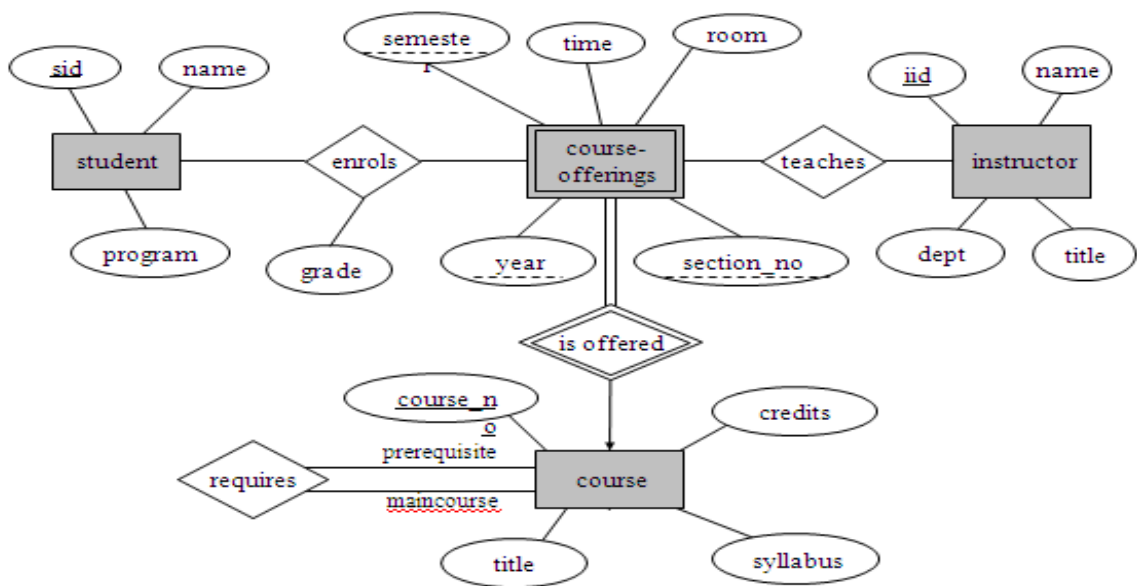 semeste
r
time
room
sid
name
iid
name
student
enrols
course-
offerings
teaches
instructor
program
grade
year
section_no
dept
title
is offered
course_n
o
credits
prerequisite
requires
course
maincourse
title
syllabus